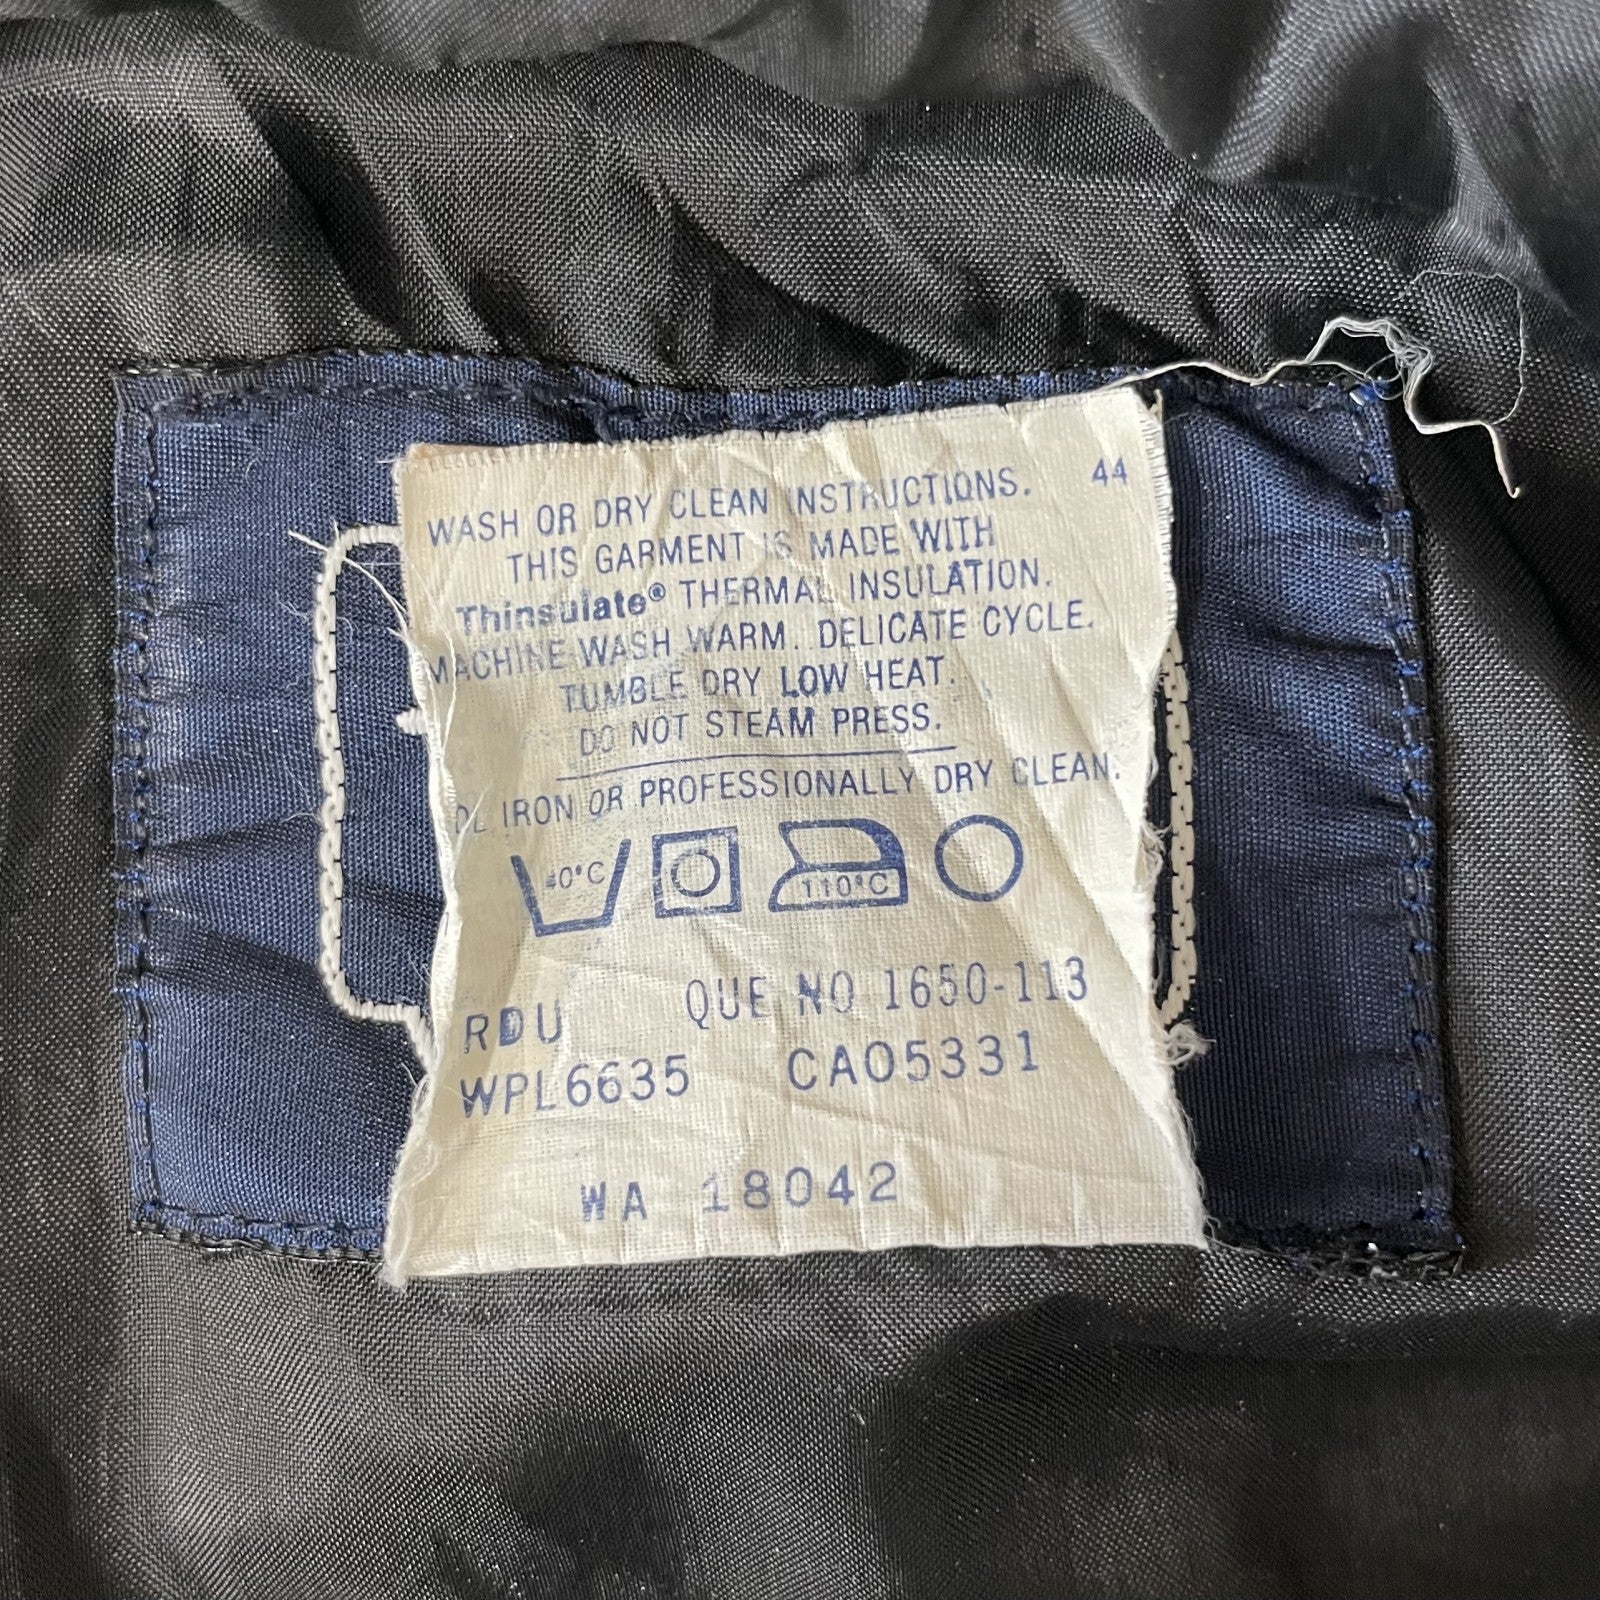 WASH OR DRY CLEAN INSTRUCTIONS. 44
THIS GARMENT IS MADE WITH
Thinsulate® THERMAL INSULATION.
MACHINE WASH WARM. DELICATE CYCLE.
TUMBLE DRY LOW HEAT.
DO NOT STEAM PRESS.
IRON OR PROFESSIONALLY DRY CLEAN.
40°C 110°C
RDU QUE NO 1650-113
WPL6635 CA05331
WA 18042